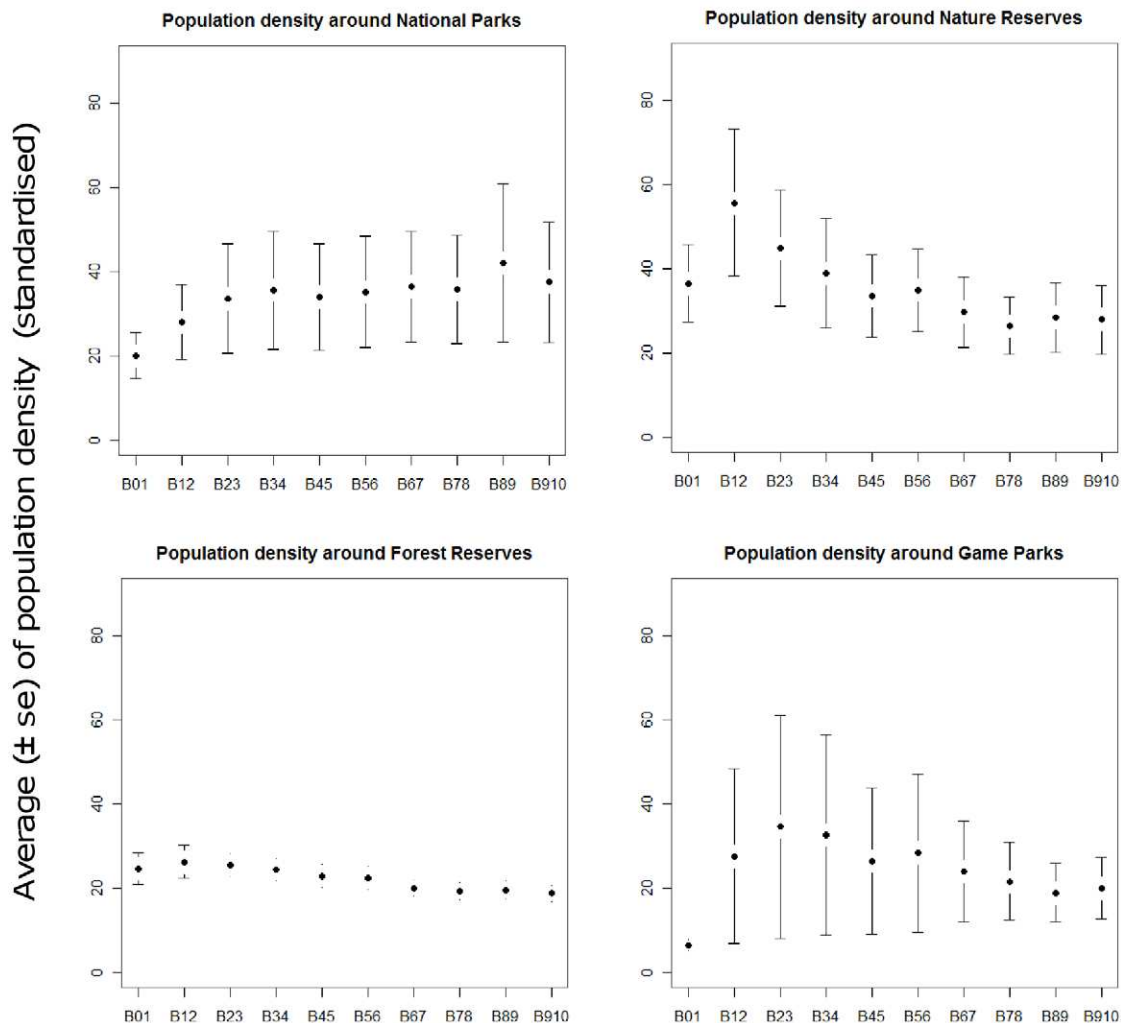 Average (± se) of population density (standardised)
Population density around National Parks
80
60
40
20
0
B01 B12 B23 B34 B45 B56 B67 B78 B89 B910
Population density around Nature Reserves
80
60
40
20
0
B01 B12 B23 B34 B45 B56 B67 B78 B89 B910
Population density around Forest Reserves
80
60
40
20
0
B01 B12 B23 B34 B45 B56 B67 B78 B89 B910
Population density around Game Parks
80
60
40
20
0
B01 B12 B23 B34 B45 B56 B67 B78 B89 B910